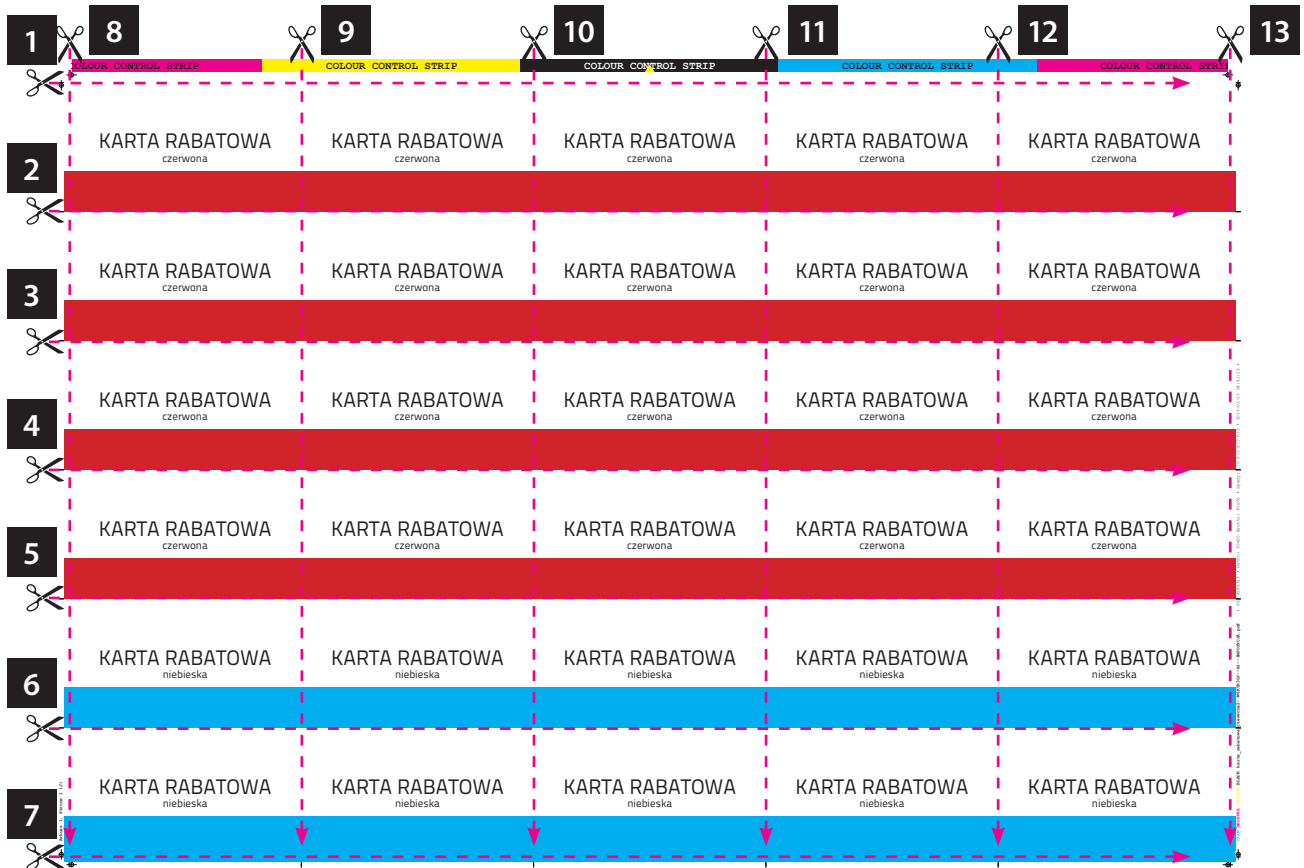 1 8 9 10 11 12 13
COLOUR CONTROL STRIP COLOUR CONTROL STRIP COLOUR CONTROL STRIP COLOUR CONTROL STRIP COLOUR CONTROL
KARTA RABATOWA KARTA RABATOWA KARTA RABATOWA KARTA RABATOWA KARTA RABATOWA
czerwona czerwona czerwona czerwona czerwona
2
KARTA RABATOWA KARTA RABATOWA KARTA RABATOWA KARTA RABATOWA KARTA RABATOWA
czerwona czerwona czerwona czerwona czerwona
3
KARTA RABATOWA KARTA RABATOWA KARTA RABATOWA KARTA RABATOWA KARTA RABATOWA
czerwona czerwona czerwona czerwona czerwona
4
KARTA RABATOWA KARTA RABATOWA KARTA RABATOWA KARTA RABATOWA KARTA RABATOWA
czerwona czerwona czerwona czerwona czerwona
5
KARTA RABATOWA KARTA RABATOWA KARTA RABATOWA KARTA RABATOWA KARTA RABATOWA
niebieska niebieska niebieska niebieska niebieska
6
KARTA RABATOWA KARTA RABATOWA KARTA RABATOWA KARTA RABATOWA KARTA RABATOWA
niebieska niebieska niebieska niebieska niebieska
7